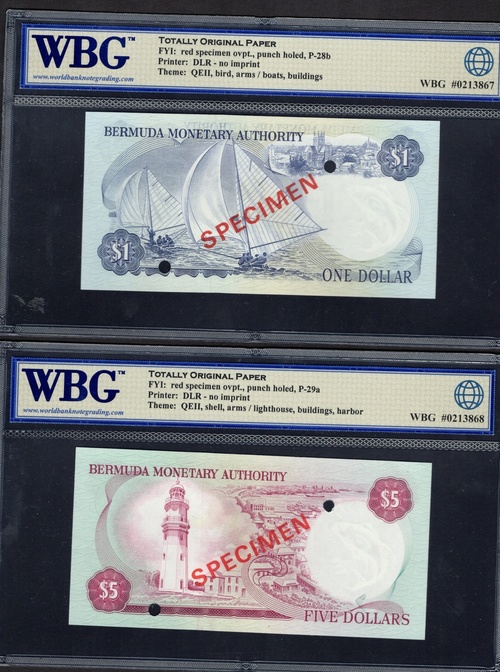 WBG™
www.worldbanknotegrading.com
TOTALLY ORIGINAL PAPER
FYI: red specimen ovpt., punch holed, P-28b
Printer: DLR - no imprint
Theme: QEII, bird, arms / boats, buildings
WBG #0213867
BERMUDA MONETARY AUTHORITY
$1
SPECIMEN
$1
ONE DOLLAR
WBG™
www.worldbanknotegrading.com
TOTALLY ORIGINAL PAPER
FYI: red specimen ovpt., punch holed, P-29a
Printer: DLR - no imprint
Theme: QEII, shell, arms / lighthouse, buildings, harbor
WBG #0213868
BERMUDA MONETARY AUTHORITY
$5
SPECIMEN
$5
FIVE DOLLARS